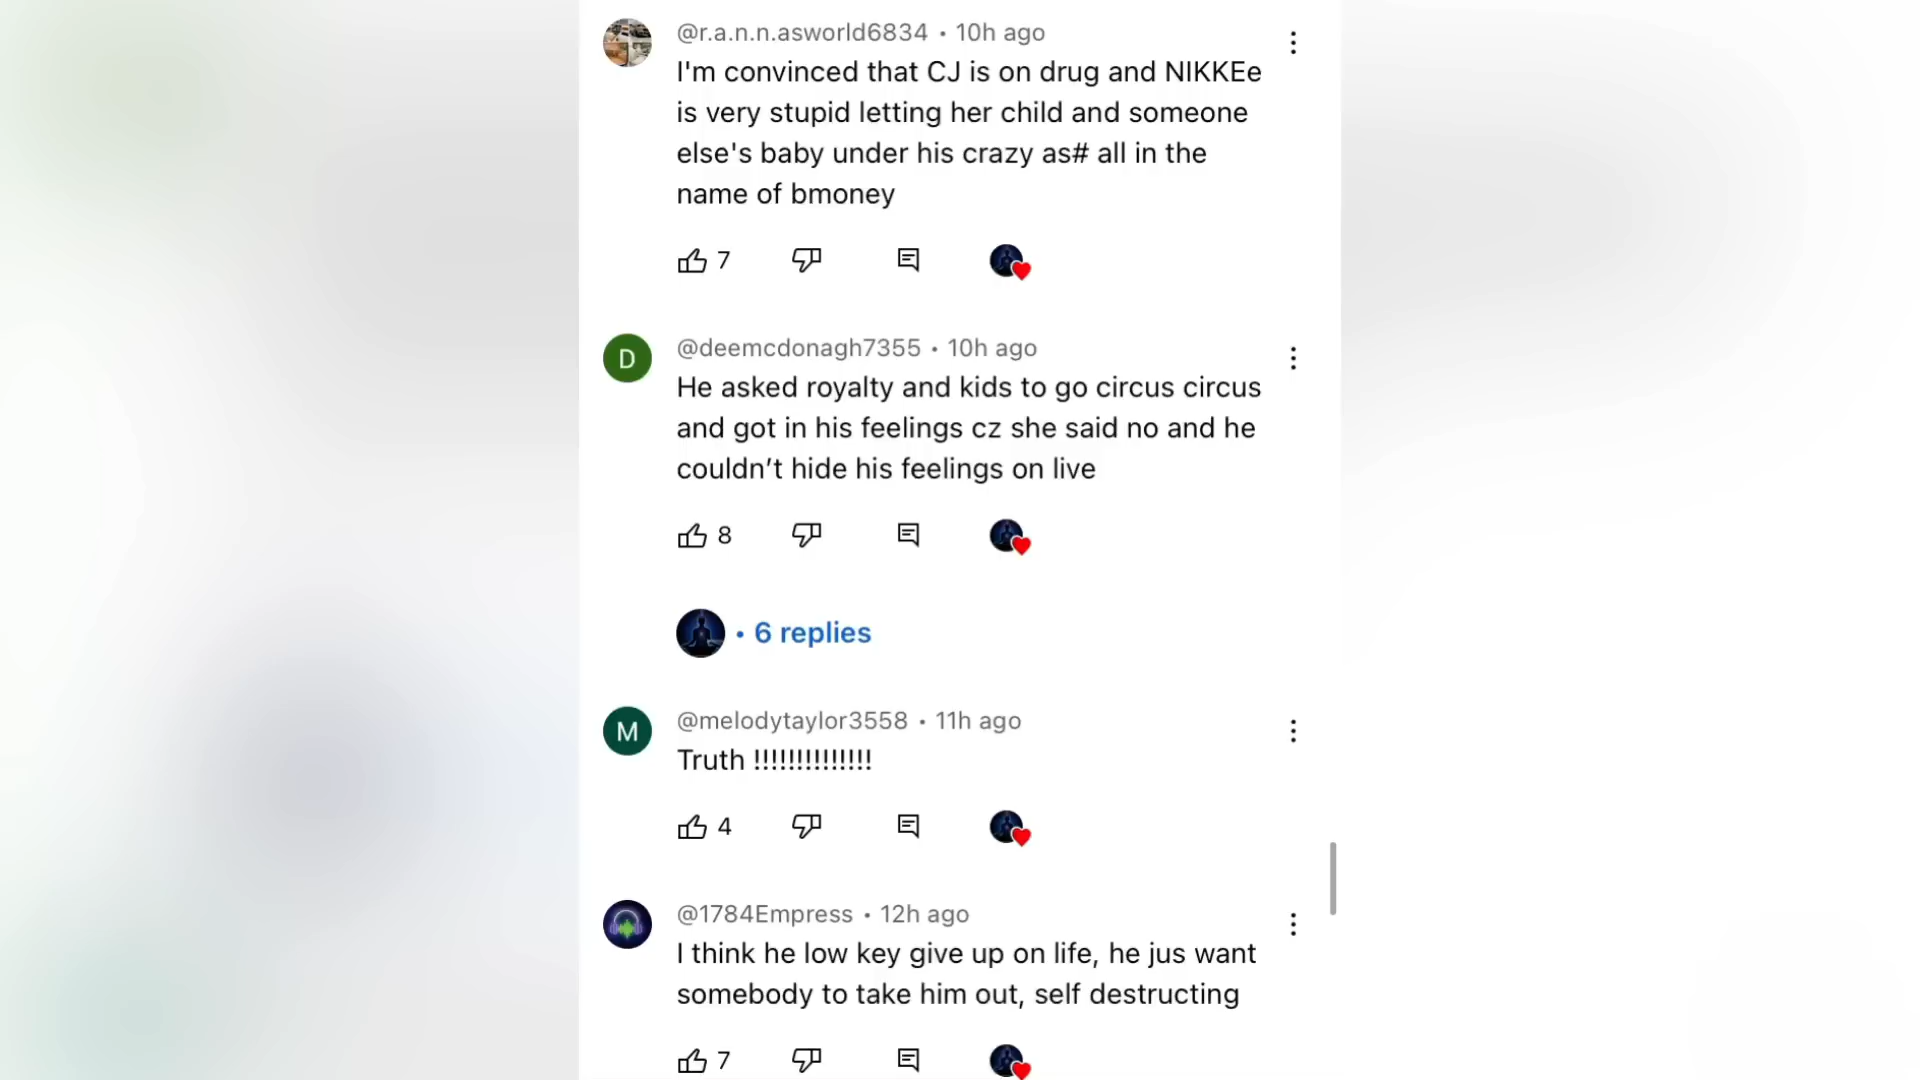 @r.a.n.n.asworld6834 • 10h ago
I'm convinced that CJ is on drug and NIKKEe
is very stupid letting her child and someone
else's baby under his crazy as# all in the
name of bmoney
7
D
@deemcdonagh7355 • 10h ago
He asked royalty and kids to go circus circus
and got in his feelings cz she said no and he
couldn’t hide his feelings on live
8
• 6 replies
M
@melodytaylor3558 • 11h ago
Truth !!!!!!!!!!!!!!
4
@1784Empress • 12h ago
I think he low key give up on life, he jus want
somebody to take him out, self destructing
7